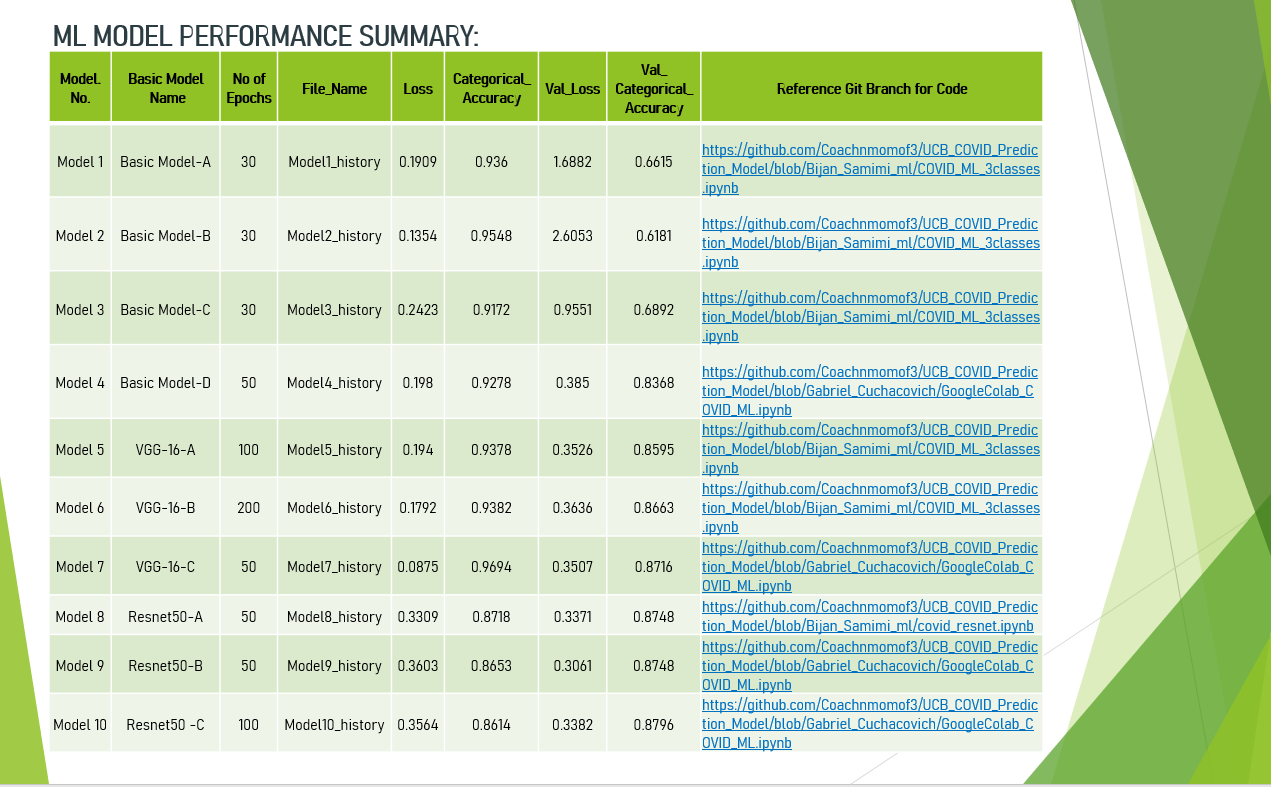 ML MODEL PERFORMANCE SUMMARY:
Model No. Basic Model Name No of Epochs File_Name Loss Categorical_Accuracy Val_Loss Val_Categorical_Accuracy Reference Git Branch for Code
Model 1 Basic Model-A 30 Model1_history 0.1909 0.936 1.6882 0.6615 https://github.com/Coachnmomof3/UCB_COVID_Prediction_Model/blob/Bijan_Samimi_ml/COVID_ML_3classes.ipynb
Model 2 Basic Model-B 30 Model2_history 0.1354 0.9548 2.6053 0.6181 https://github.com/Coachnmomof3/UCB_COVID_Prediction_Model/blob/Bijan_Samimi_ml/COVID_ML_3classes.ipynb
Model 3 Basic Model-C 30 Model3_history 0.2423 0.9172 0.9551 0.6892 https://github.com/Coachnmomof3/UCB_COVID_Prediction_Model/blob/Bijan_Samimi_ml/COVID_ML_3classes.ipynb
Model 4 Basic Model-D 50 Model4_history 0.198 0.9278 0.385 0.8368 https://github.com/Coachnmomof3/UCB_COVID_Prediction_Model/blob/Gabriel_Cuchacovich/GoogleColab_COVID_ML.ipynb
Model 5 VGG-16-A 100 Model5_history 0.194 0.9378 0.3526 0.8595 https://github.com/Coachnmomof3/UCB_COVID_Prediction_Model/blob/Bijan_Samimi_ml/COVID_ML_3classes.ipynb
Model 6 VGG-16-B 200 Model6_history 0.1792 0.9382 0.3636 0.8663 https://github.com/Coachnmomof3/UCB_COVID_Prediction_Model/blob/Bijan_Samimi_ml/COVID_ML_3classes.ipynb
Model 7 VGG-16-C 50 Model7_history 0.0875 0.9694 0.3507 0.8716 https://github.com/Coachnmomof3/UCB_COVID_Prediction_Model/blob/Gabriel_Cuchacovich/GoogleColab_COVID_ML.ipynb
Model 8 Resnet50-A 50 Model8_history 0.3309 0.8718 0.3371 0.8748 https://github.com/Coachnmomof3/UCB_COVID_Prediction_Model/blob/Bijan_Samimi_ml/covid_resnet.ipynb
Model 9 Resnet50-B 50 Model9_history 0.3603 0.8653 0.3061 0.8748 https://github.com/Coachnmomof3/UCB_COVID_Prediction_Model/blob/Gabriel_Cuchacovich/GoogleColab_COVID_ML.ipynb
Model 10 Resnet50 -C 100 Model10_history 0.3564 0.8614 0.3382 0.8796 https://github.com/Coachnmomof3/UCB_COVID_Prediction_Model/blob/Gabriel_Cuchacovich/GoogleColab_COVID_ML.ipynb